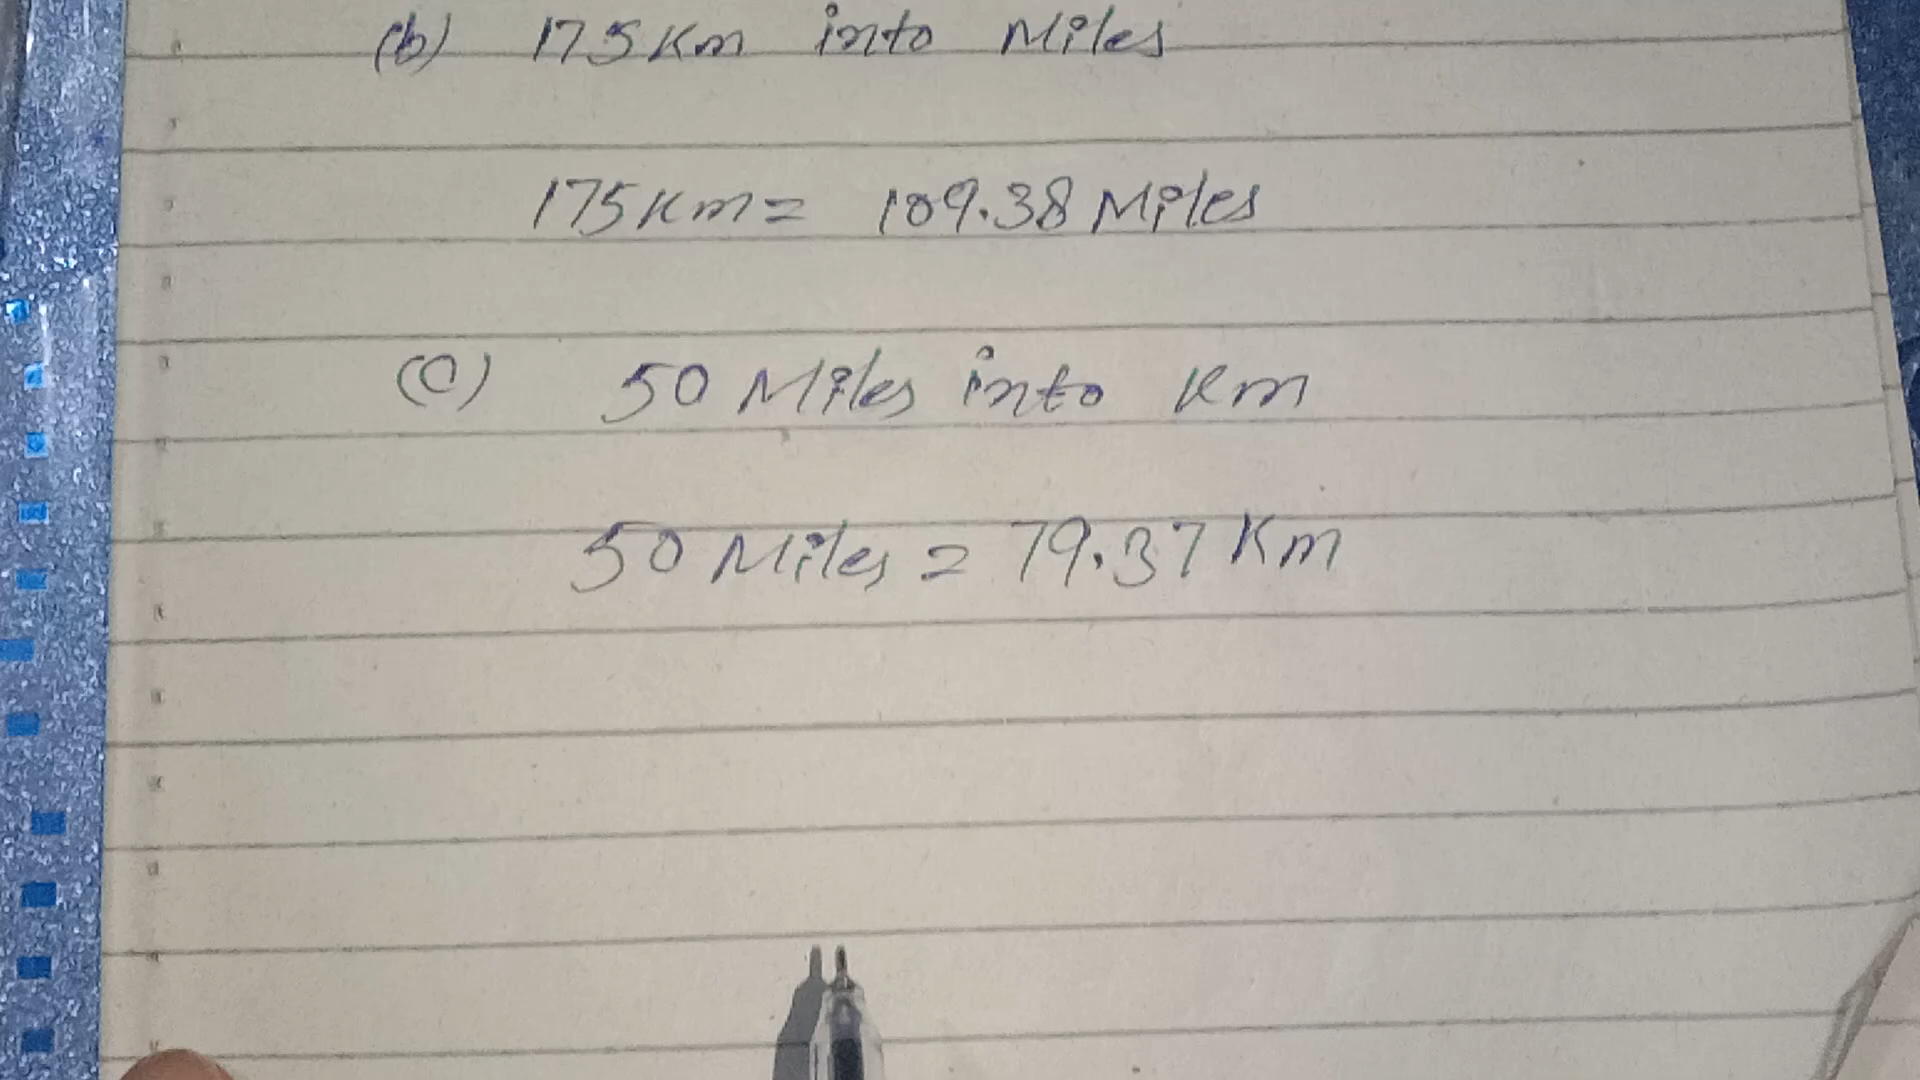 (b) 175 Km into Miles
175 Km = 109.38 Miles
(c) 50 Miles into Km
50 Miles = 79.37 Km